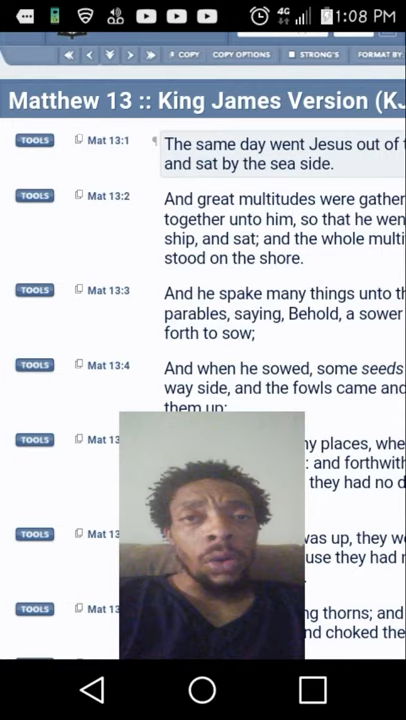 4G 1:08 PM
COPY COPY OPTIONS STRONG'S FORMAT BY
Matthew 13 :: King James Version (KJ
TOOLS Mat 13:1 ¶ The same day went Jesus out of
and sat by the sea side.
TOOLS Mat 13:2 And great multitudes were gather
together unto him, so that he wen
ship, and sat; and the whole multi
stood on the shore.
TOOLS Mat 13:3 And he spake many things unto th
parables, saying, Behold, a sower
forth to sow;
TOOLS Mat 13:4 And when he sowed, some seeds
way side, and the fowls came and
them up:
TOOLS Mat 13 ny places, whe
: and forthwith
they had no d
TOOLS Mat 13 was up, they we
use they had
TOOLS Mat 13 ng thorns; and
nd choked the